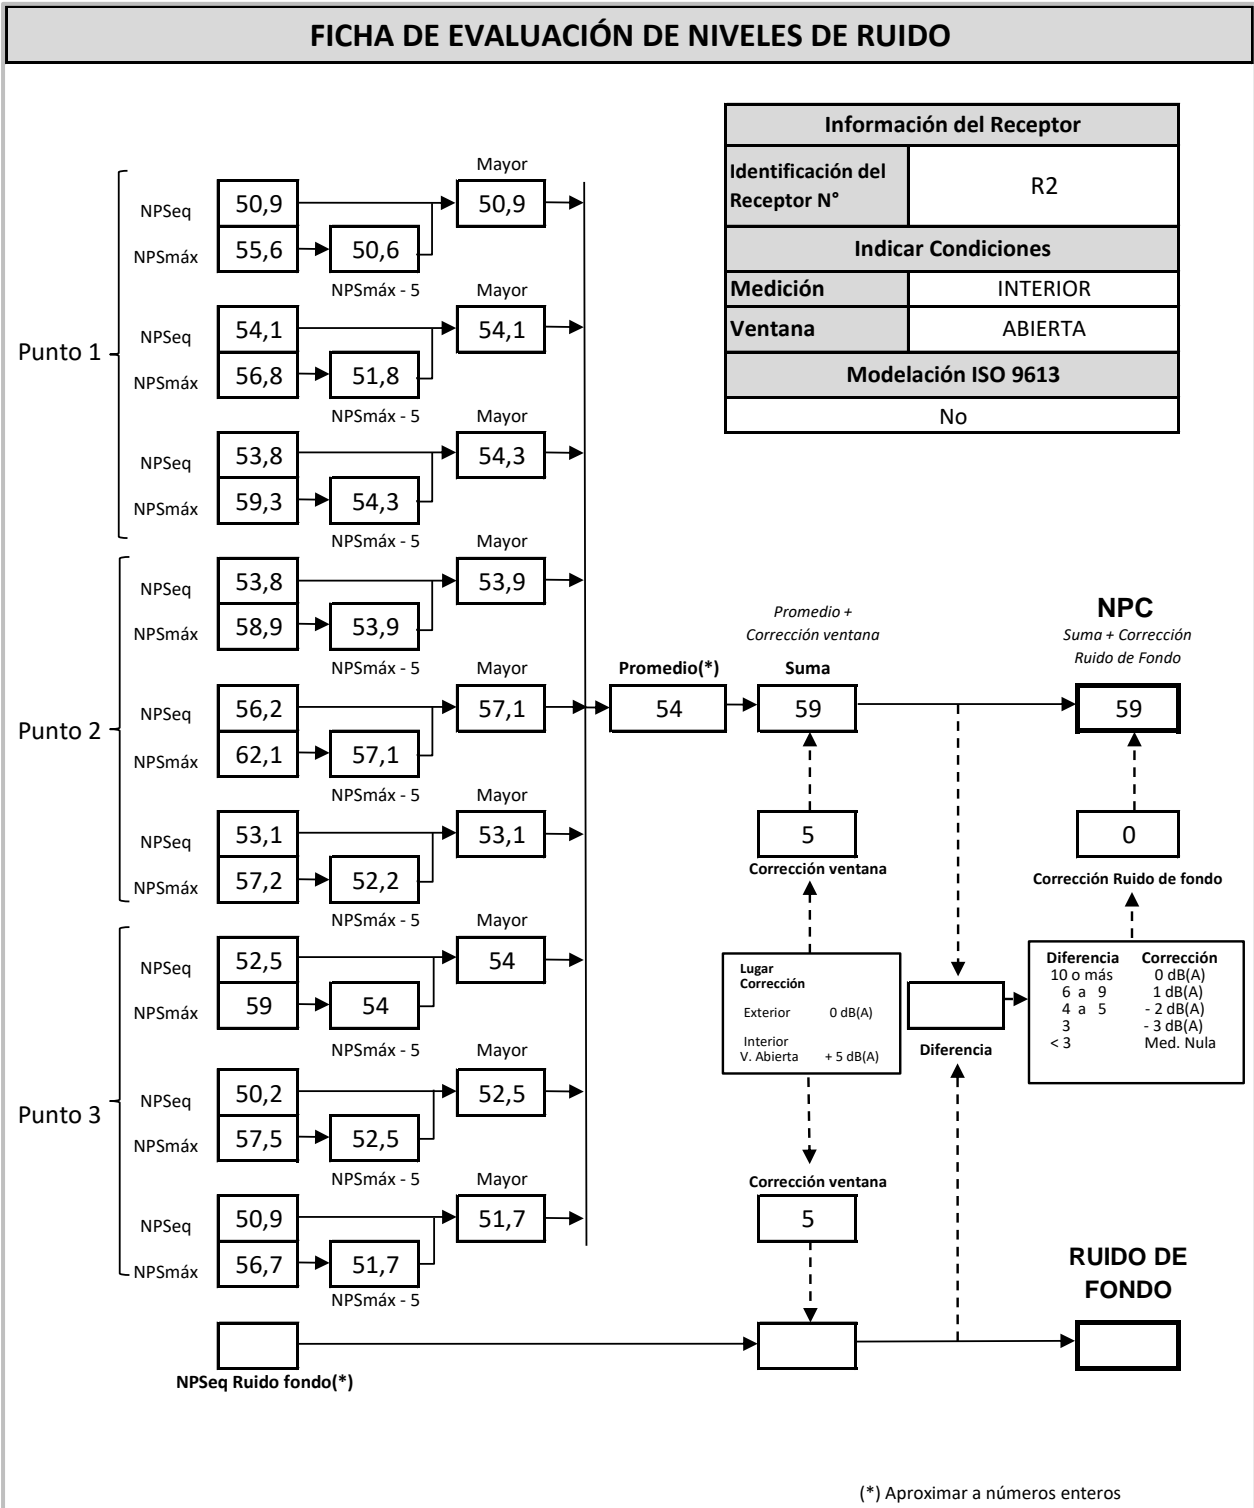 FICHA DE EVALUACIÓN DE NIVELES DE RUIDO
Información del Receptor
Identificación del
Receptor N°
R2
Indicar Condiciones
Medición INTERIOR
Ventana ABIERTA
Modelación ISO 9613
No
Punto 1
Mayor
NPSeq 50,9 50,9
NPSmáx 55,6 50,6
NPSmáx - 5 Mayor
NPSeq 54,1 54,1
NPSmáx 56,8 51,8
NPSmáx - 5 Mayor
NPSeq 53,8 54,3
NPSmáx 59,3 54,3
NPSmáx - 5 Mayor
Punto 2
NPSeq 53,8 53,9
NPSmáx 58,9 53,9
NPSmáx - 5 Mayor
NPSeq 56,2 57,1
NPSmáx 62,1 57,1
NPSmáx - 5 Mayor
NPSeq 53,1 53,1
NPSmáx 57,2 52,2
NPSmáx - 5 Mayor
Punto 3
NPSeq 52,5 54
NPSmáx 59 54
NPSmáx - 5 Mayor
NPSeq 50,2 52,5
NPSmáx 57,5 52,5
NPSmáx - 5 Mayor
NPSeq 50,9 51,7
NPSmáx 56,7 51,7
NPSmáx - 5
NPSeq Ruido fondo(*)
Promedio(*)
54
Promedio +
Corrección ventana
Suma
59
5
Corrección ventana
Lugar
Corrección
Exterior 0 dB(A)
Interior
V. Abierta + 5 dB(A)
Corrección ventana
5
Diferencia
NPC
Suma + Corrección
Ruido de Fondo
59
0
Corrección Ruido de fondo
Diferencia Corrección
10 o más 0 dB(A)
6 a 9 1 dB(A)
4 a 5 - 2 dB(A)
3 - 3 dB(A)
< 3 Med. Nula
RUIDO DE
FONDO
(*) Aproximar a números enteros